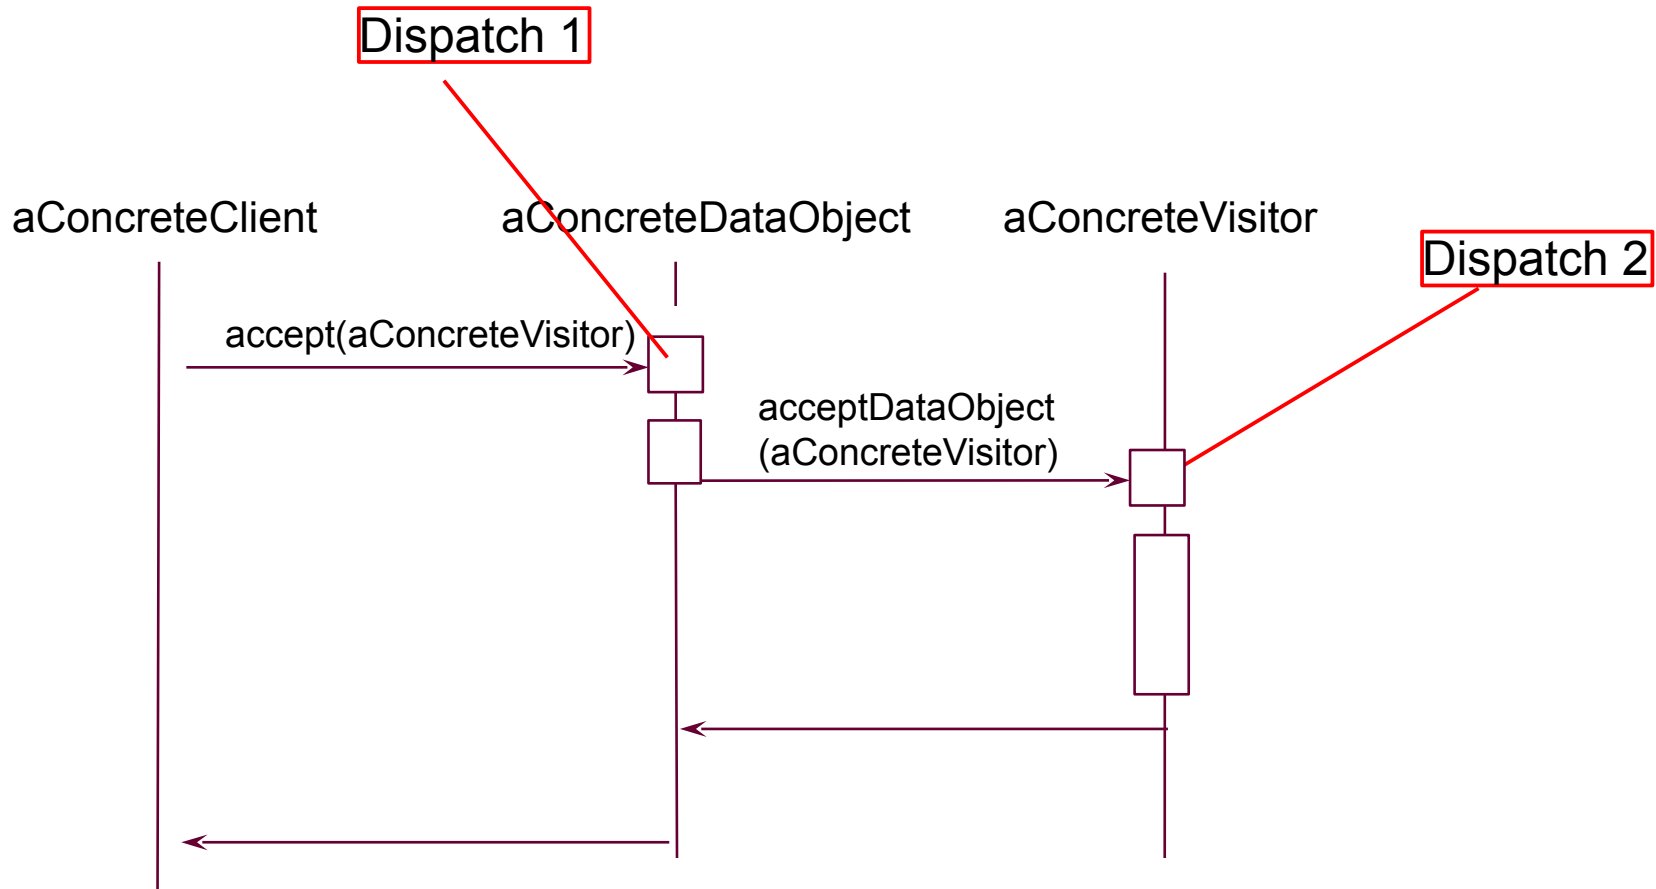 Dispatch 1
aConcreteClient
aConcreteDataObject
aConcreteVisitor
Dispatch 2
accept(aConcreteVisitor)
acceptDataObject
(aConcreteVisitor)